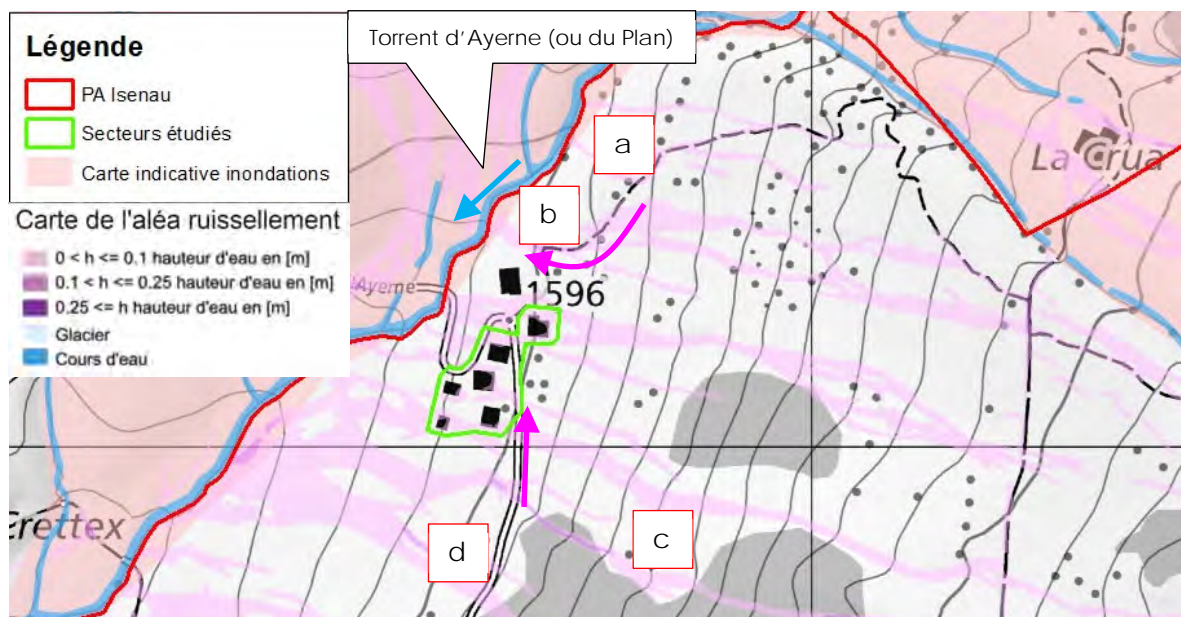 Légende
PA Isenau
Secteurs étudiés
Carte indicative inondations
Carte de l'aléa ruissellement
0 < h <= 0.1 hauteur d'eau en [m]
0.1 < h <= 0.25 hauteur d'eau en [m]
0.25 <= h hauteur d'eau en [m]
Glacier
Cours d'eau
Torrent d'Ayerne (ou du Plan)
a
La Crua
b
Ayerne
1596
Crettex
c
d